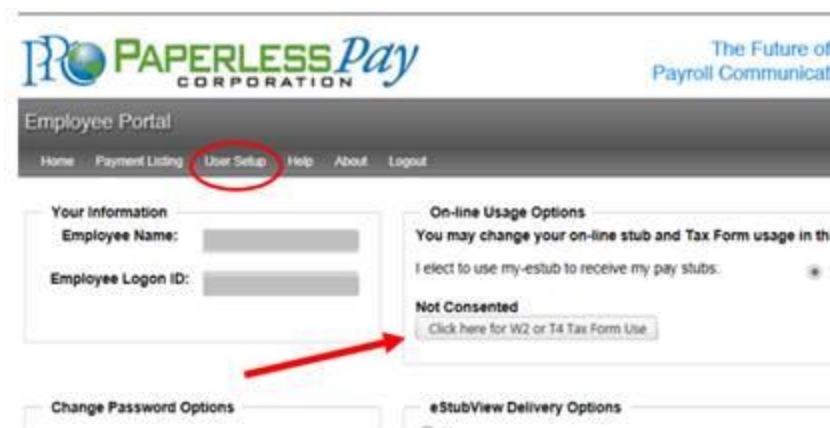 PPC PAPERLESS Pay
CORPORATION
The Future of
Payroll Communicat
Employee Portal
Home Payment Listing User Setup Help About Logout
Your Information
Employee Name:
Employee Logon ID:
On-line Usage Options
You may change your on-line stub and Tax Form usage in th
I elect to use my-estub to receive my pay stubs:
Not Consented
Click here for W2 or T4 Tax Form Use
Change Password Options
eStubView Delivery Options